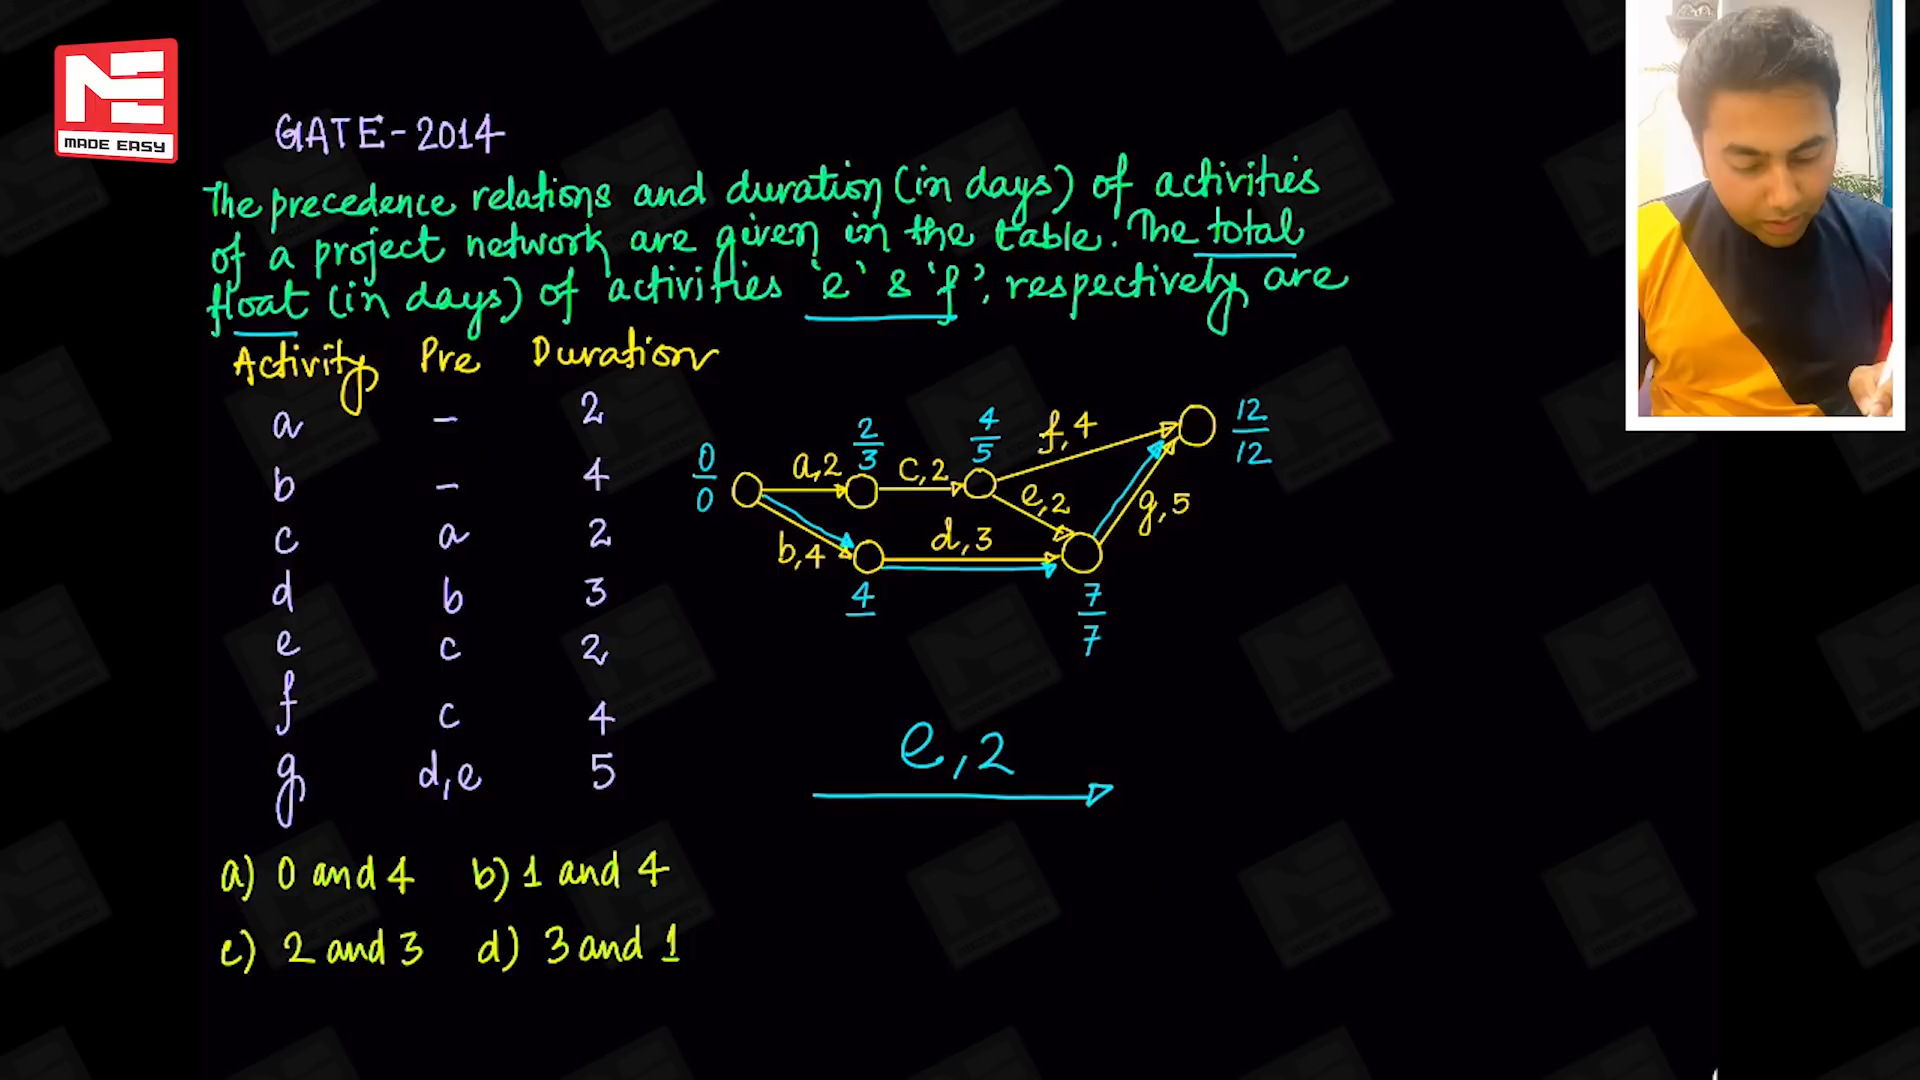 ME
MADE EASY
GATE-2014
The precedence relations and duration (in days) of activities
of a project network are given in the table. The total
float (in days) of activities 'e' & 'f', respectively are
Activity Pre Duration
a - 2
b - 4
c a 2
d b 3
e c 2
f c 4
g d,e 5
0
0
a,2
2
3
c,2
4
5
f,4
12
12
e,2
g,5
b,4
d,3
4
7
7
e,2
a) 0 and 4 b) 1 and 4
c) 2 and 3 d) 3 and 1